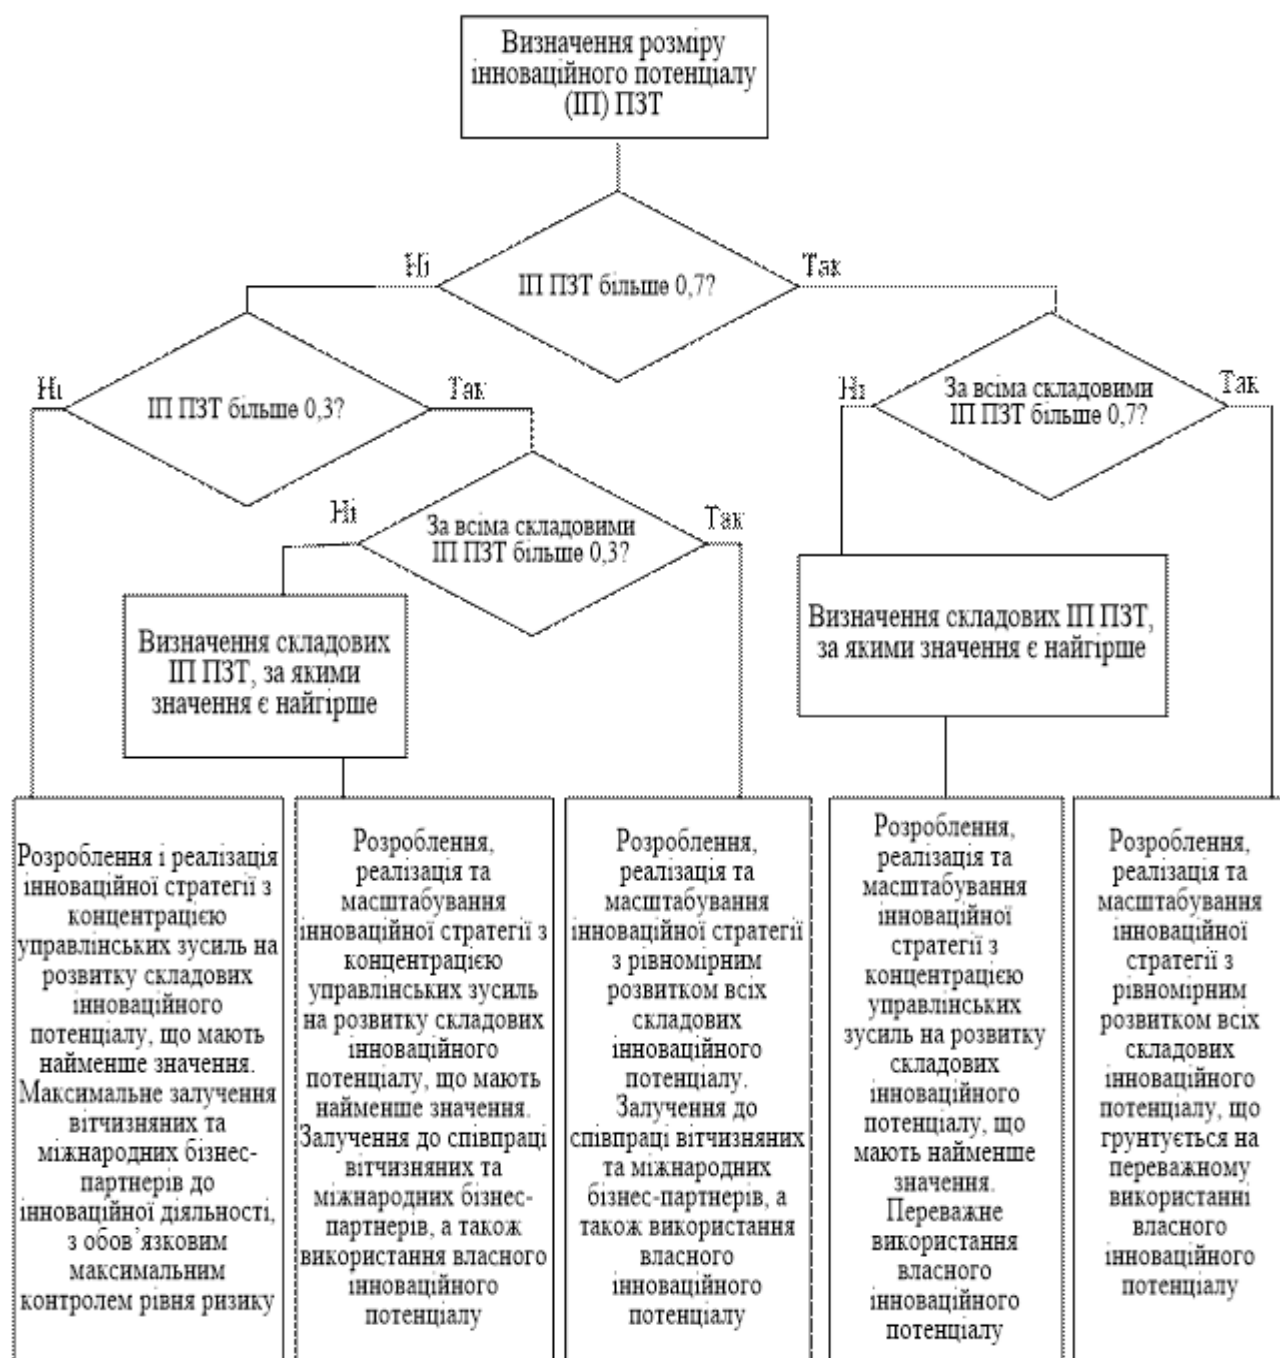 Визначення розміру
інноваційного потенціалу
(ІП) ПЗТ
ІП ПЗТ більше 0,7?
Ні
Так
ІП ПЗТ більше 0,3?
Ні
Так
За всіма складовими
ІП ПЗТ більше 0,7?
Ні
Так
За всіма складовими
ІП ПЗТ більше 0,3?
Ні
Так
Визначення складових
ІП ПЗТ, за якими
значення є найгірше
Визначення складових ІП ПЗТ,
за якими значення є найгірше
Розроблення і реалізація
інноваційної стратегії з
концентрацією
управлінських зусиль на
розвитку складових
інноваційного
потенціалу, що мають
найменше значення.
Максимальне залучення
вітчизняних та
міжнародних бізнес-
партнерів до
інноваційної діяльності,
з обов’язковим
максимальним
контролем рівня ризику
Розроблення,
реалізація та
масштабування
інноваційної стратегії з
концентрацією
управлінських зусиль
на розвитку складових
інноваційного
потенціалу, що мають
найменше значення.
Залучення до співпраці
вітчизняних та
міжнародних бізнес-
партнерів, а також
використання власного
інноваційного
потенціалу
Розроблення,
реалізація та
масштабування
інноваційної стратегії
з рівномірним
розвитком всіх
складових
інноваційного
потенціалу.
Залучення до
співпраці вітчизняних
та міжнародних
бізнес-партнерів, а
також використання
власного
інноваційного
потенціалу
Розроблення,
реалізація та
масштабування
інноваційної
стратегії з
концентрацією
управлінських
зусиль на розвитку
складових
інноваційного
потенціалу, що
мають найменше
значення.
Переважне
використання
власного
інноваційного
потенціалу
Розроблення,
реалізація та
масштабування
інноваційної
стратегії з
рівномірним
розвитком всіх
складових
інноваційного
потенціалу, що
грунтується на
переважному
використанні
власного
інноваційного
потенціалу